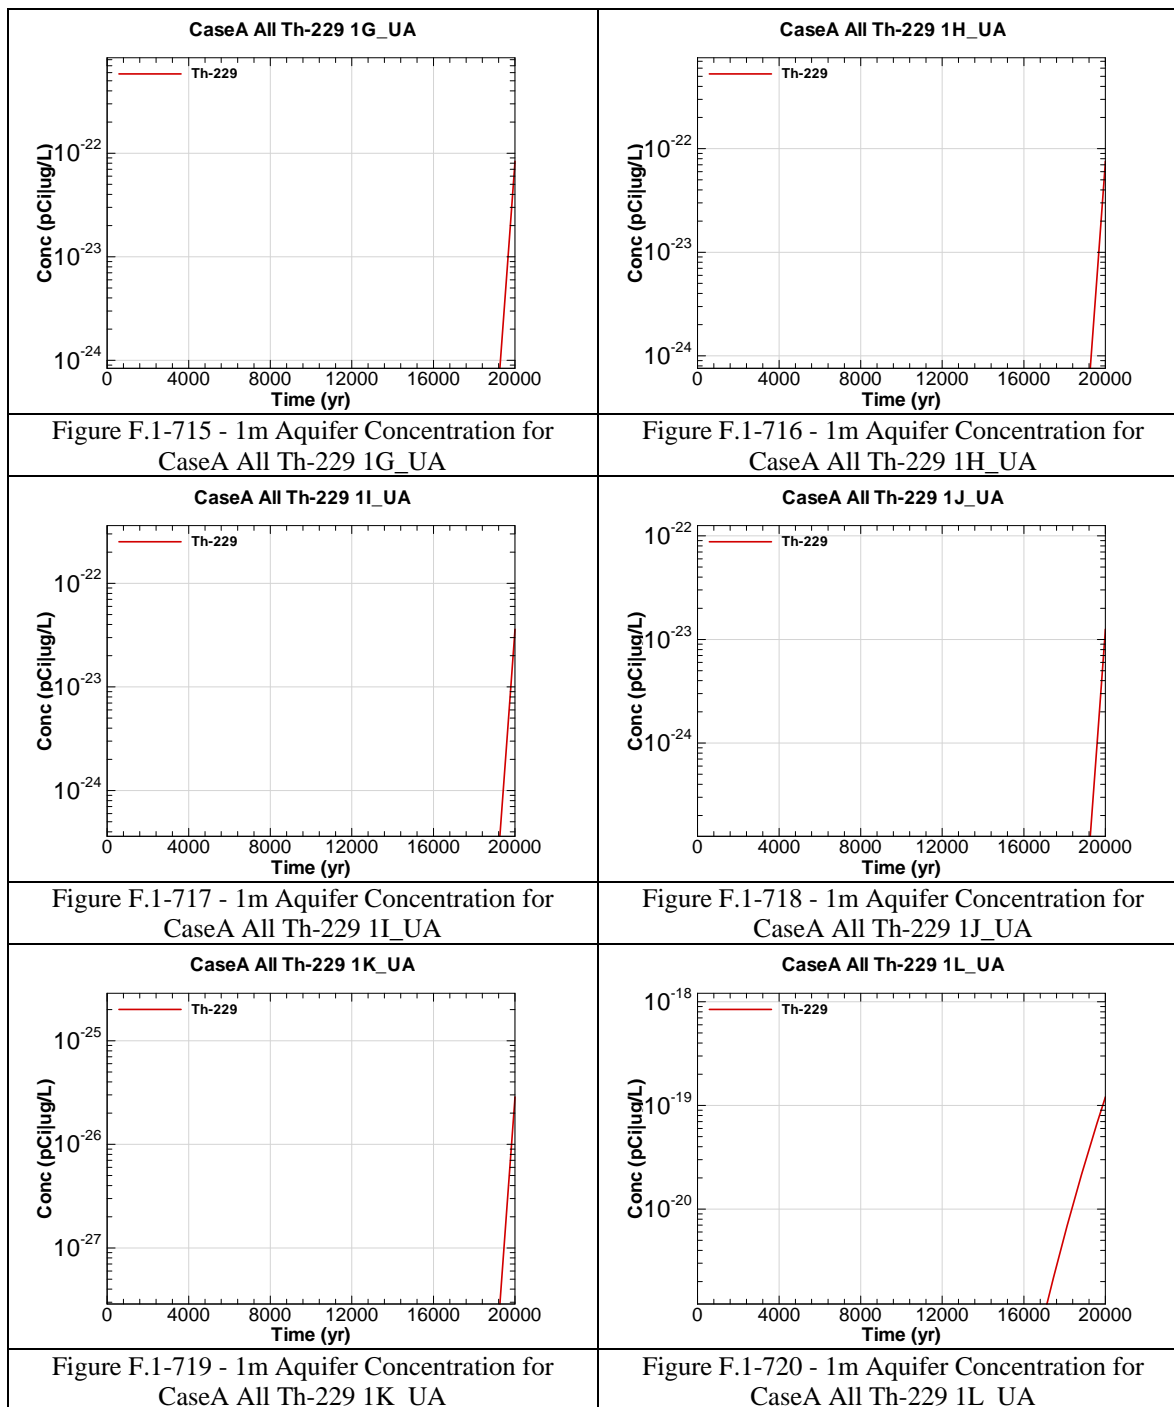 CaseA All Th-229 1G_UA
Th-229
Conc (pCi|ug/L)
10-22
10-23
10-24
0 4000 8000 12000 16000 20000
Time (yr)
Figure F.1-715 - 1m Aquifer Concentration for
CaseA All Th-229 1G_UA
CaseA All Th-229 1H_UA
Th-229
Conc (pCi|ug/L)
10-22
10-23
10-24
0 4000 8000 12000 16000 20000
Time (yr)
Figure F.1-716 - 1m Aquifer Concentration for
CaseA All Th-229 1H_UA
CaseA All Th-229 1I_UA
Th-229
Conc (pCi|ug/L)
10-22
10-23
10-24
0 4000 8000 12000 16000 20000
Time (yr)
Figure F.1-717 - 1m Aquifer Concentration for
CaseA All Th-229 1I_UA
CaseA All Th-229 1J_UA
Th-229
Conc (pCi|ug/L)
10-22
10-23
10-24
0 4000 8000 12000 16000 20000
Time (yr)
Figure F.1-718 - 1m Aquifer Concentration for
CaseA All Th-229 1J_UA
CaseA All Th-229 1K_UA
Th-229
Conc (pCi|ug/L)
10-25
10-26
10-27
0 4000 8000 12000 16000 20000
Time (yr)
Figure F.1-719 - 1m Aquifer Concentration for
CaseA All Th-229 1K_UA
CaseA All Th-229 1L_UA
Th-229
Conc (pCi|ug/L)
10-18
10-19
10-20
0 4000 8000 12000 16000 20000
Time (yr)
Figure F.1-720 - 1m Aquifer Concentration for
CaseA All Th-229 1L_UA